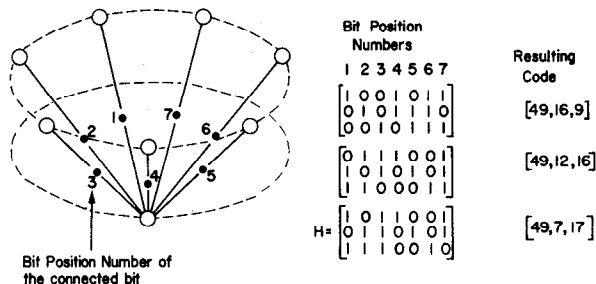 Bit Position
Numbers
1 2 3 4 5 6 7
Resulting
Code
1 0 0 1 0 1 1
0 1 0 1 1 1 0
0 0 1 0 1 1 1
[49,16,9]
0 1 1 1 0 0 1
1 0 1 0 1 0 1
1 1 0 0 0 1 1
[49,12,16]
1 0 1 1 0 0 1
H= 0 1 1 0 1 0 1
1 1 1 0 0 1 0
[49,7,17]
1
7
2
6
3
4
5
Bit Position Number of
the connected bit